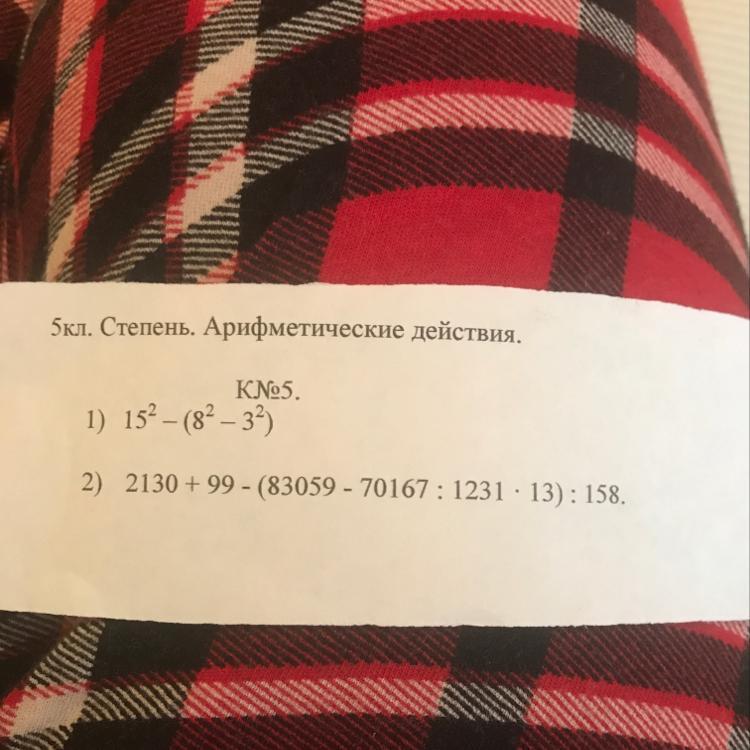 5кл. Степень. Арифметические действия.
К№5.
1) 15² – (8² – 3²)
2) 2130 + 99 - (83059 - 70167 : 1231 · 13) : 158.